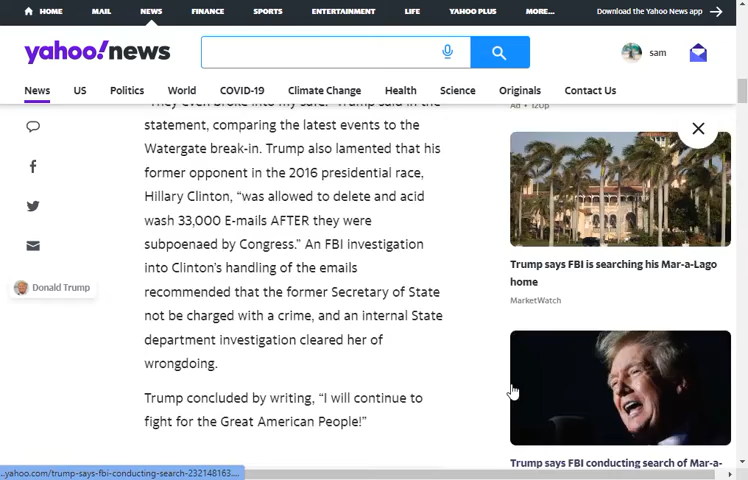 HOME MAIL NEWS FINANCE SPORTS ENTERTAINMENT LIFE YAHOO PLUS MORE... Download the Yahoo News app
yahoo!news
sam
News US Politics World COVID-19 Climate Change Health Science Originals Contact Us
"They even broke into my safe!" Trump said in the
statement, comparing the latest events to the
Watergate break-in. Trump also lamented that his
former opponent in the 2016 presidential race,
Hillary Clinton, “was allowed to delete and acid
wash 33,000 E-mails AFTER they were
subpoenaed by Congress.” An FBI investigation
into Clinton’s handling of the emails
recommended that the former Secretary of State
not be charged with a crime, and an internal State
department investigation cleared her of
wrongdoing.
Trump concluded by writing, “I will continue to
fight for the Great American People!”
Donald Trump
Ad • 120p
Trump says FBI is searching his Mar-a-Lago
home
MarketWatch
Trump says FBI conducting search of Mar-a-
..yahoo.com/trump-says-fbi-conducting-search-232148163....